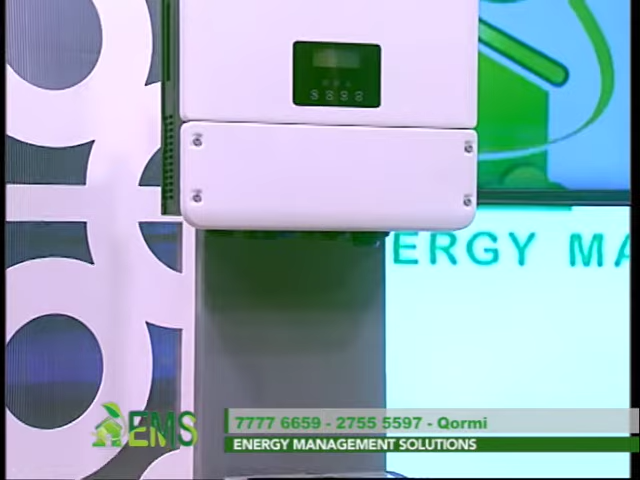 ERGY MA
EMS
7777 6659 - 2755 5597 - Qormi
ENERGY MANAGEMENT SOLUTIONS